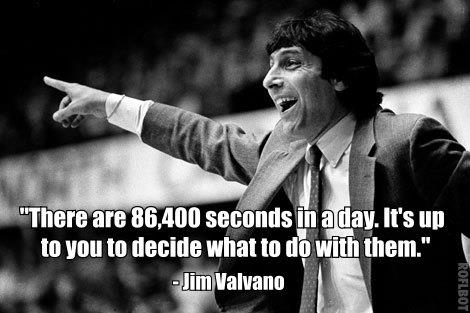 "There are 86,400 seconds in a day. It's up
to you to decide what to do with them."
- Jim Valvano
ROFLBOT